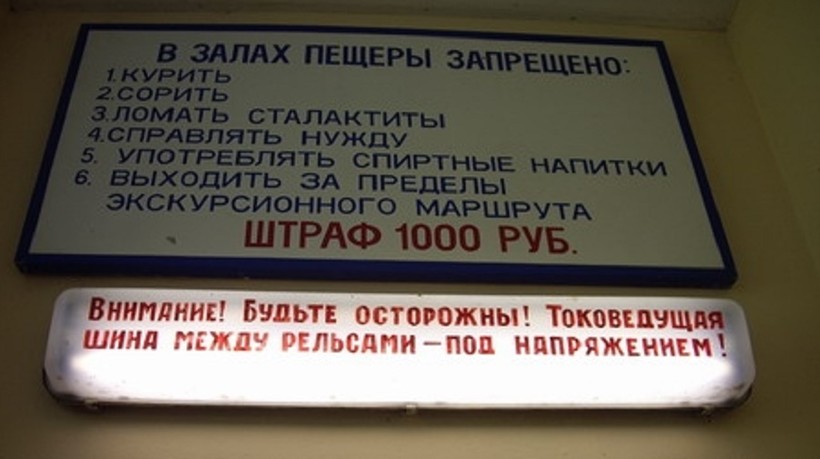 В ЗАЛАХ ПЕЩЕРЫ ЗАПРЕЩЕНО:
1. КУРИТЬ
2. СОРИТЬ
3. ЛОМАТЬ СТАЛАКТИТЫ
4. СПРАВЛЯТЬ НУЖДУ
5. УПОТРЕБЛЯТЬ СПИРТНЫЕ НАПИТКИ
6. ВЫХОДИТЬ ЗА ПРЕДЕЛЫ
ЭКСКУРСИОННОГО МАРШРУТА
ШТРАФ 1000 РУБ.
ВНИМАНИЕ! БУДЬТЕ ОСТОРОЖНЫ! ТОКОВЕДУЩАЯ
ШИНА МЕЖДУ РЕЛЬСАМИ — ПОД НАПРЯЖЕНИЕМ!